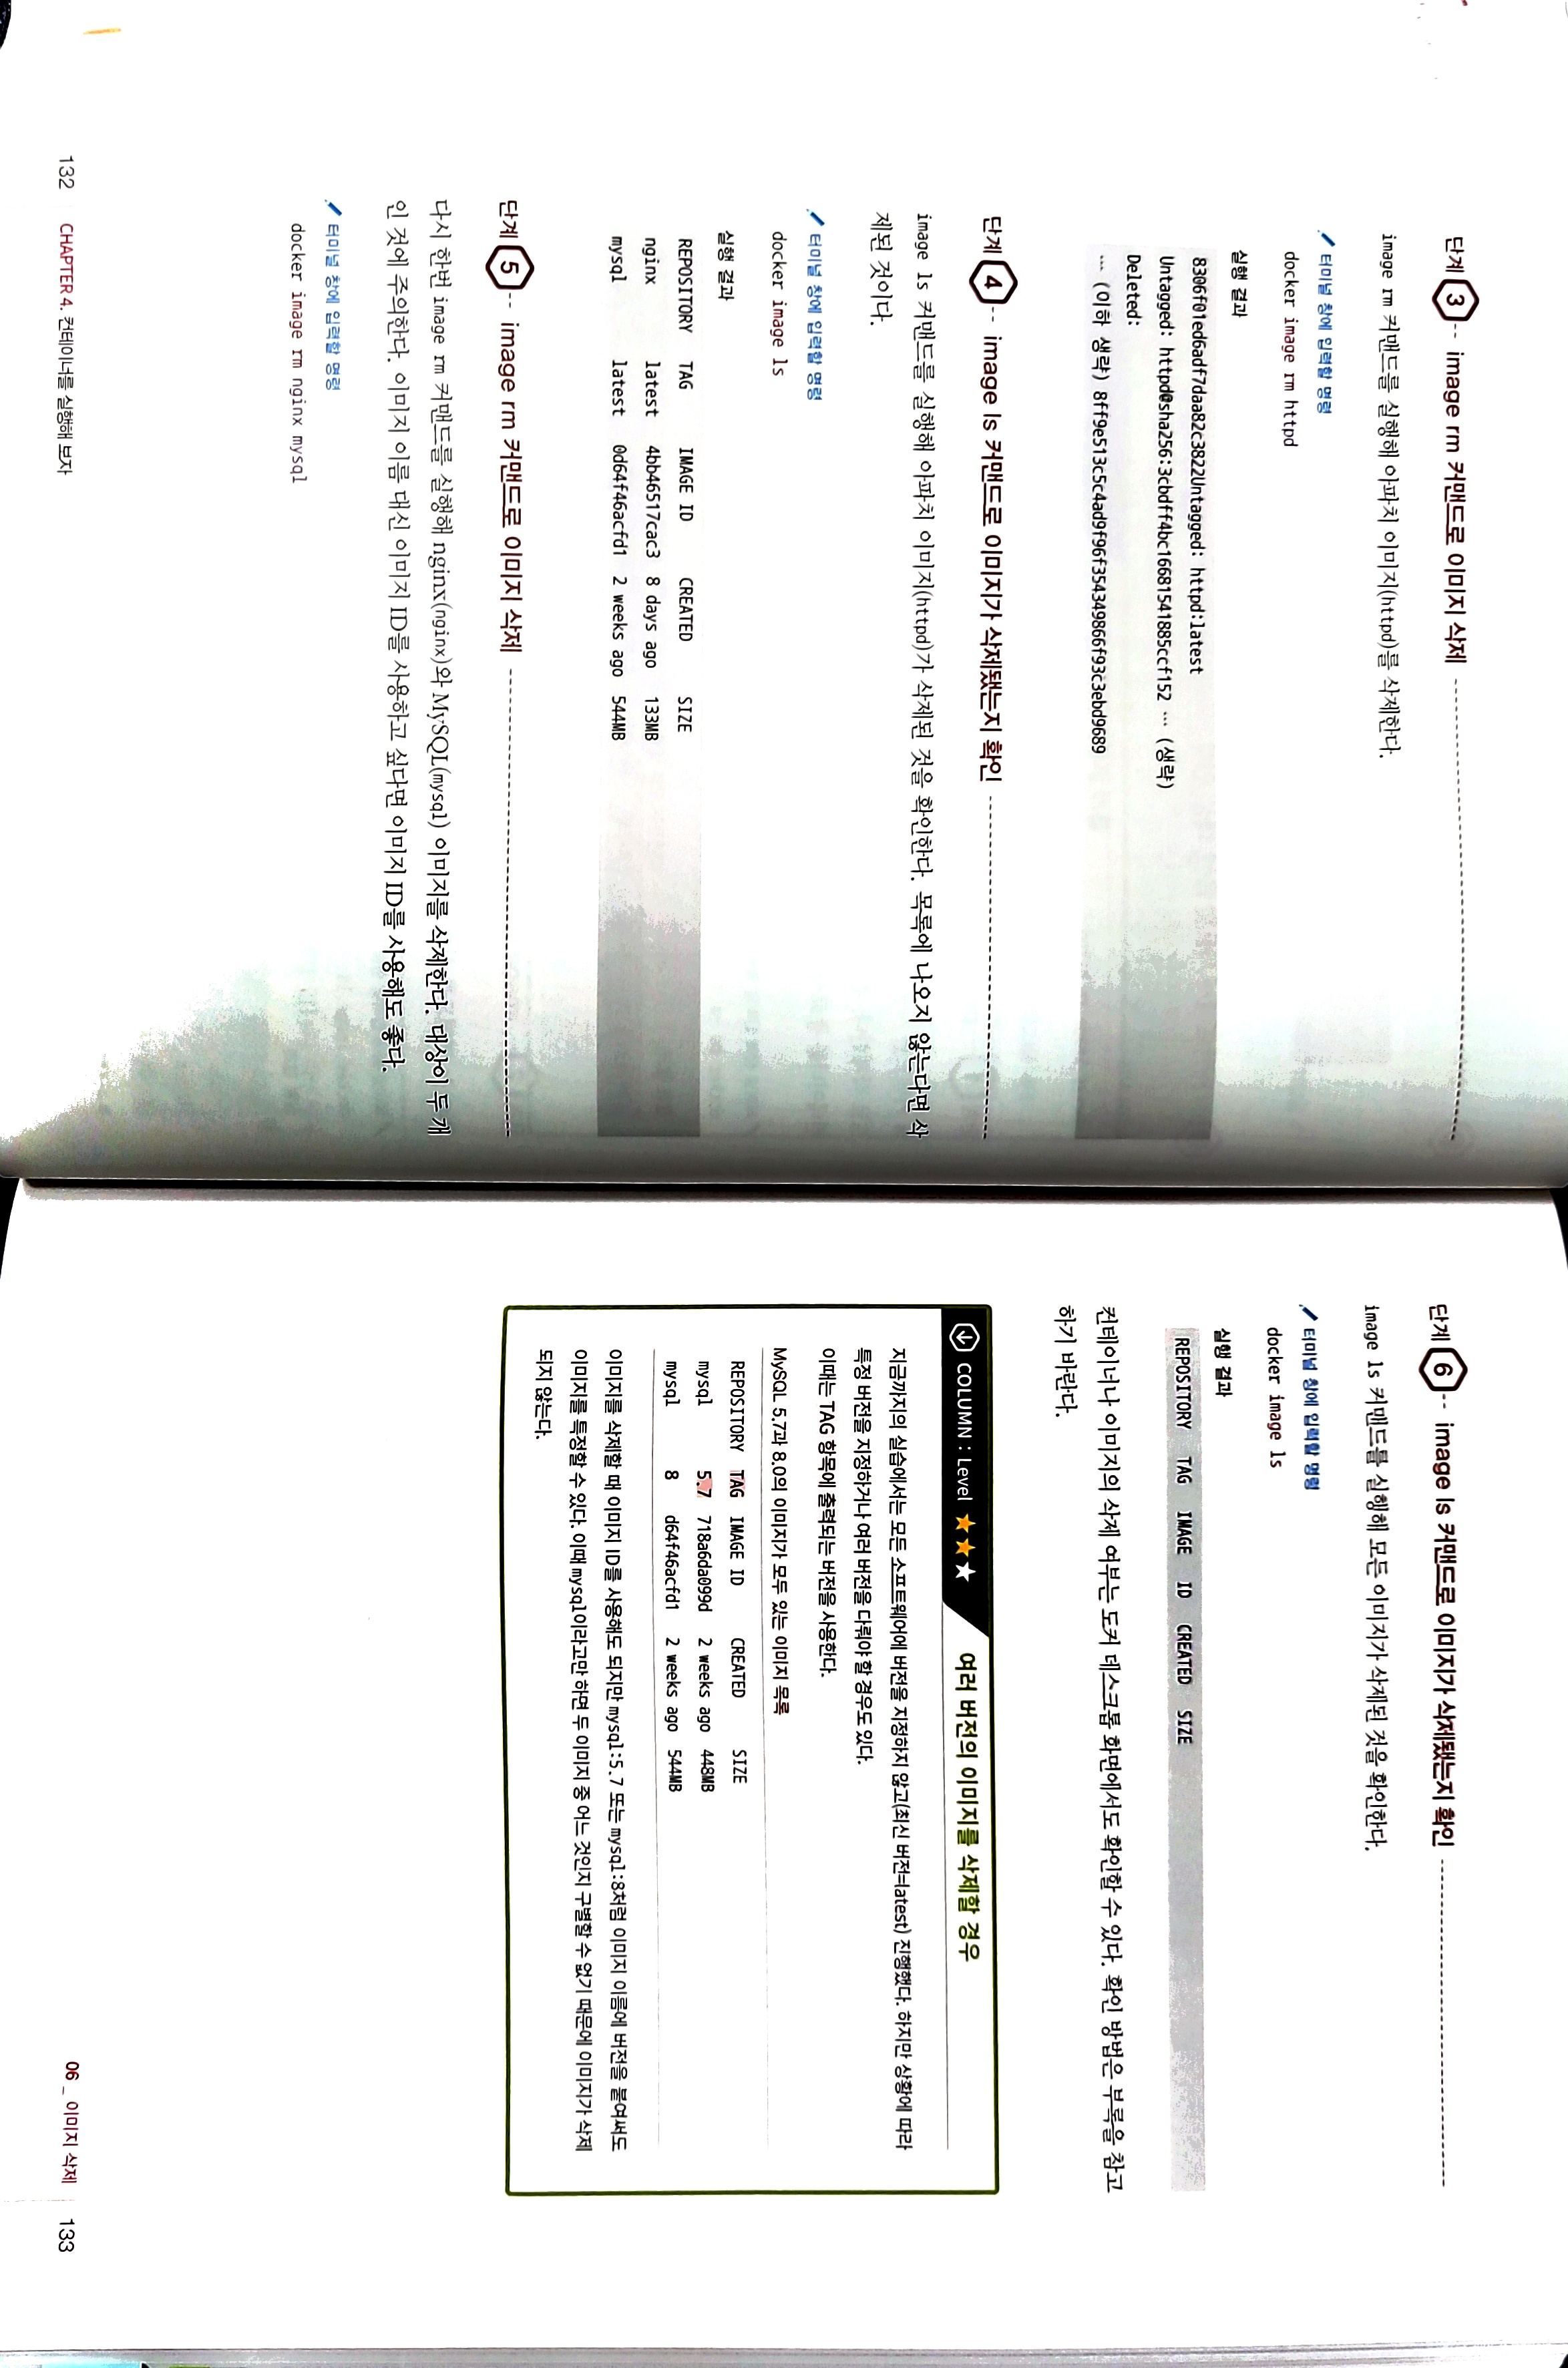 단계 3 image rm 커맨드로 이미지 삭제
image rm 커맨드를 실행해 아파치 이미지(httpd)를 삭제한다.
터미널 창에 입력할 명령
docker image rm httpd
실행 결과
8306f01ed6adf7daa82c3822Untagged: httpd:latest
Untagged: httpd@sha256:3cbdff4bc16681541885ccf152 … (생략)
Deleted:
… (이하 생략) 8ff9e513c5c4ad9f96f354349866f93c3ebd9689
단계 4 image ls 커맨드로 이미지가 삭제됐는지 확인
image ls 커맨드를 실행해 아파치 이미지(httpd)가 삭제된 것을 확인한다. 목록에 나오지 않는다면 삭
제된 것이다.
터미널 창에 입력할 명령
docker image ls
실행 결과
REPOSITORY TAG IMAGE ID CREATED SIZE
nginx latest 4bb46517cac3 8 days ago 133MB
mysql latest 0d64f46acfd1 2 weeks ago 544MB
단계 5 image rm 커맨드로 이미지 삭제
다시 한번 image rm 커맨드를 실행해 nginx(nginx)와 MySQL(mysql) 이미지를 삭제한다. 대상이 두 개
인 것에 주의한다. 이미지 이름 대신 이미지 ID를 사용하고 싶다면 이미지 ID를 사용해도 좋다.
터미널 창에 입력할 명령
docker image rm nginx mysql
132 CHAPTER 4. 컨테이너를 실행해 보자
단계 6 image ls 커맨드로 이미지가 삭제됐는지 확인
image ls 커맨드를 실행해 모든 이미지가 삭제된 것을 확인한다.
터미널 창에 입력할 명령
docker image ls
실행 결과
REPOSITORY TAG IMAGE ID CREATED SIZE
컨테이너나 이미지의 삭제 여부는 도커 데스크톱 화면에서도 확인할 수 있다. 확인 방법은 부록을 참고
하기 바란다.
COLUMN : Level ★★★ 여러 버전의 이미지를 삭제할 경우
지금까지의 실습에서는 모든 소프트웨어에 버전을 지정하지 않고(최신 버전=latest) 진행했다. 하지만 상황에 따라
특정 버전을 지정하거나 여러 버전을 다뤄야 할 경우도 있다.
이때는 TAG 항목에 출력되는 버전을 사용한다.
MySQL 5.7과 8.0의 이미지가 모두 있는 이미지 목록
REPOSITORY TAG IMAGE ID CREATED SIZE
mysql 5.7 718a6da099d 2 weeks ago 448MB
mysql 8 d64f46acfd1 2 weeks ago 544MB
이미지를 삭제할 때 이미지 ID를 사용해도 되지만 mysql:5.7 또는 mysql:8처럼 이미지 이름에 버전을 붙여써도
이미지를 특정할 수 있다. 이때 mysql이라고만 하면 두 이미지 중 어느 것인지 구별할 수 없기 때문에 이미지가 삭제
되지 않는다.
06 _ 이미지 삭제 133